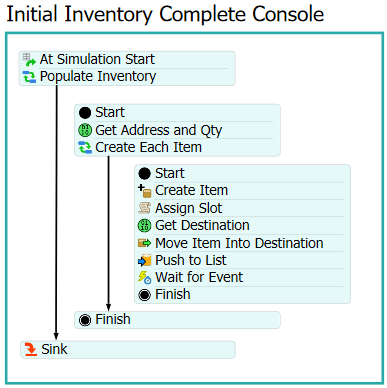 Initial Inventory Complete Console
At Simulation Start
Populate Inventory
Start
Get Address and Qty
Create Each Item
Start
Create Item
Assign Slot
Get Destination
Move Item Into Destination
Push to List
Wait for Event
Finish
Finish
Sink